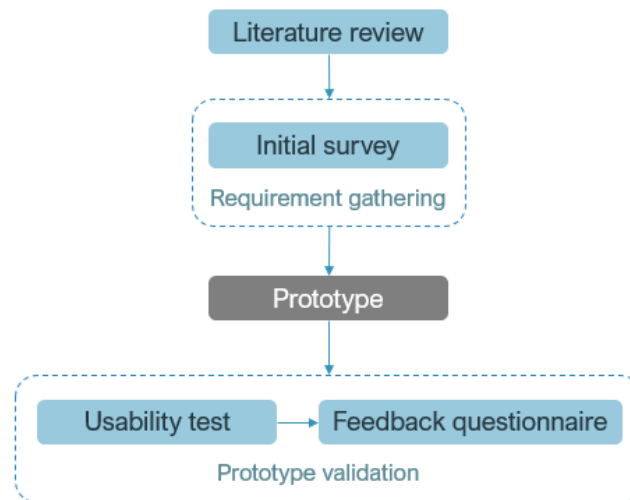 Literature review
Initial survey
Requirement gathering
Prototype
Usability test
Feedback questionnaire
Prototype validation